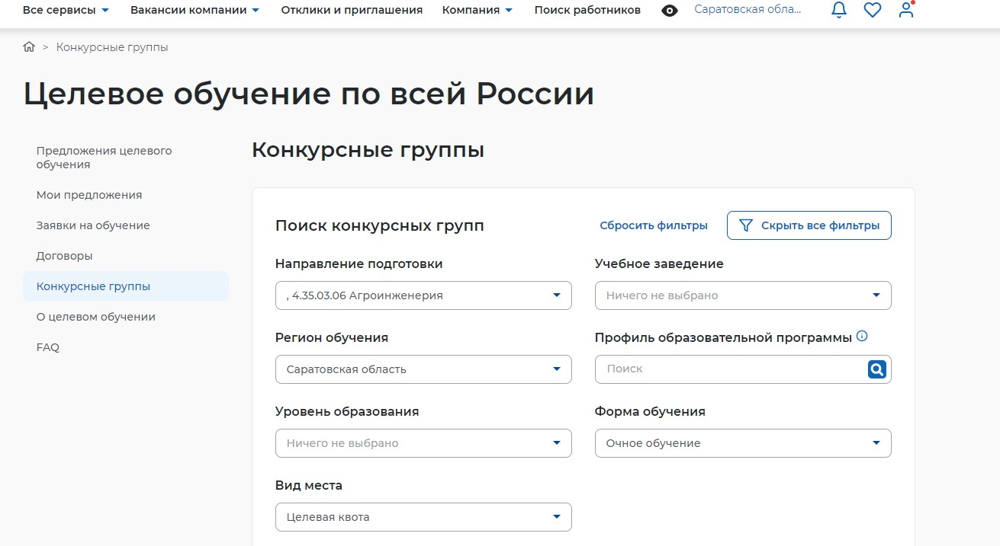 Все сервисы Вакансии компании Отклики и приглашения Компания Поиск работников Саратовская обла...
> Конкурсные группы
Целевое обучение по всей России
Предложения целевого
обучения
Мои предложения
Заявки на обучение
Договоры
Конкурсные группы
О целевом обучении
FAQ
Конкурсные группы
Поиск конкурсных групп Сбросить фильтры Скрыть все фильтры
Направление подготовки Учебное заведение
, 4.35.03.06 Агроинженерия Ничего не выбрано
Регион обучения Профиль образовательной программы
Саратовская область Поиск
Уровень образования Форма обучения
Ничего не выбрано Очное обучение
Вид места
Целевая квота